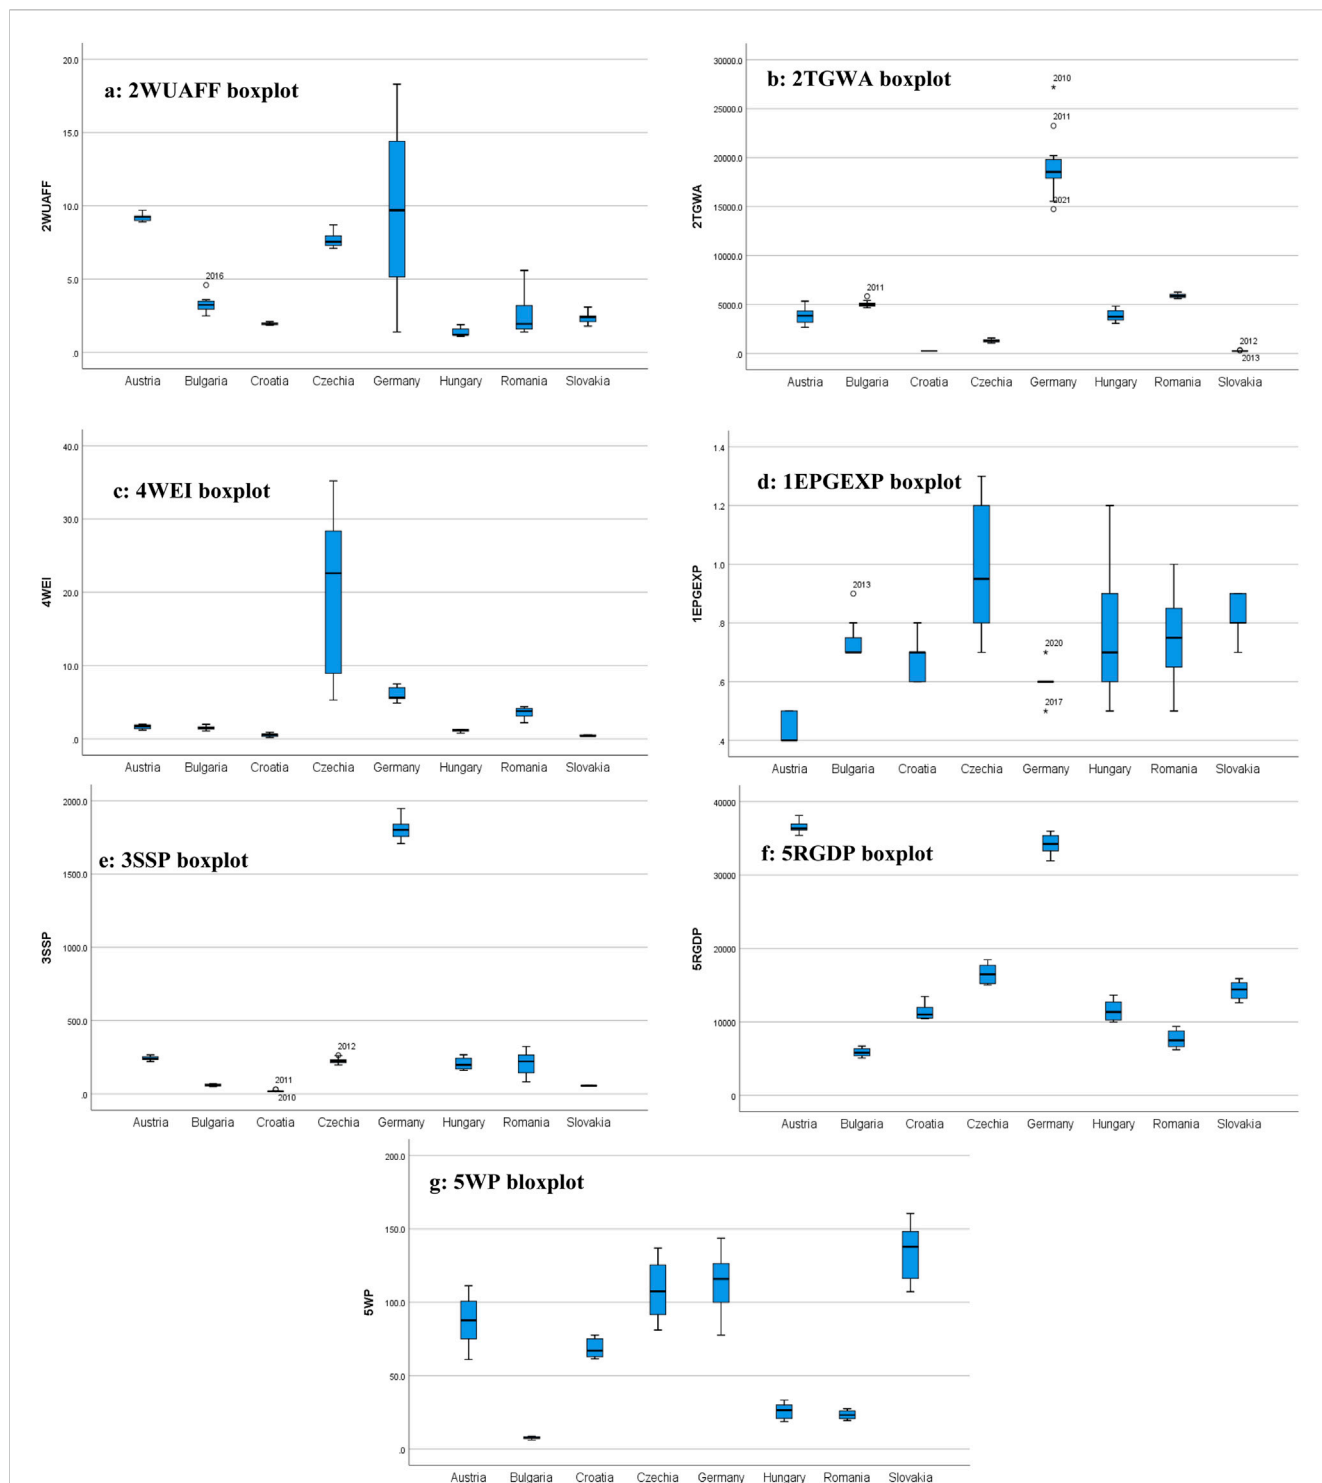 a: 2WUAFF boxplot
2WUAFF
20.0
15.0
10.0
5.0
.0
2016
Austria Bulgaria Croatia Czechia Germany Hungary Romania Slovakia
b: 2TGWA boxplot
2TGWA
30000.0
25000.0
20000.0
15000.0
10000.0
5000.0
.0
2010
2011
2021
2011
2012
2013
Austria Bulgaria Croatia Czechia Germany Hungary Romania Slovakia
c: 4WEI boxplot
4WEI
40.0
30.0
20.0
10.0
.0
Austria Bulgaria Croatia Czechia Germany Hungary Romania Slovakia
d: 1EPGEXP boxplot
1EPGEXP
1.4
1.2
1.0
.8
.6
.4
2013
2020
2017
Austria Bulgaria Croatia Czechia Germany Hungary Romania Slovakia
e: 3SSP boxplot
3SSP
2000.0
1500.0
1000.0
500.0
.0
2011
2010
2012
Austria Bulgaria Croatia Czechia Germany Hungary Romania Slovakia
f: 5RGDP boxplot
5RGDP
40000
30000
20000
10000
0
Austria Bulgaria Croatia Czechia Germany Hungary Romania Slovakia
g: 5WP bloxplot
5WP
200.0
150.0
100.0
50.0
.0
Austria Bulgaria Croatia Czechia Germany Hungary Romania Slovakia